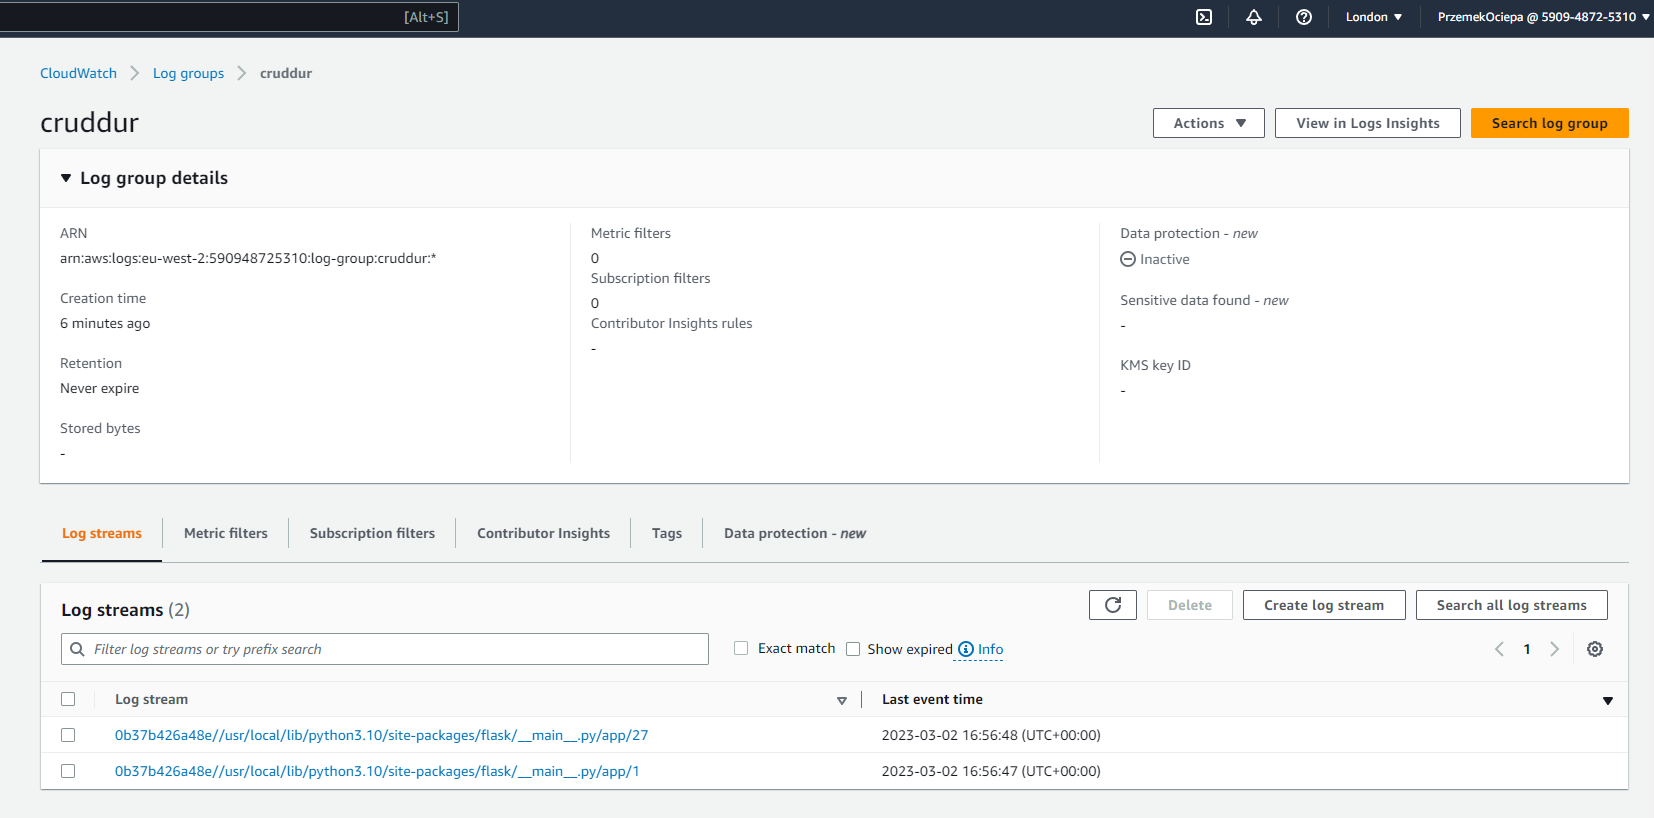 [Alt+S]
London
PrzemekOciepa @ 5909-4872-5310
CloudWatch
Log groups
cruddur
cruddur
Actions
View in Logs Insights
Search log group
Log group details
ARN
arn:aws:logs:eu-west-2:590948725310:log-group:cruddur:*
Creation time
6 minutes ago
Retention
Never expire
Stored bytes
-
Metric filters
0
Subscription filters
0
Contributor Insights rules
-
Data protection - new
Inactive
Sensitive data found - new
-
KMS key ID
-
Log streams
Metric filters
Subscription filters
Contributor Insights
Tags
Data protection - new
Log streams (2)
Delete
Create log stream
Search all log streams
Filter log streams or try prefix search
Exact match
Show expired
Info
1
Log stream
Last event time
0b37b426a48e//usr/local/lib/python3.10/site-packages/flask/__main__.py/app/27
2023-03-02 16:56:48 (UTC+00:00)
0b37b426a48e//usr/local/lib/python3.10/site-packages/flask/__main__.py/app/1
2023-03-02 16:56:47 (UTC+00:00)